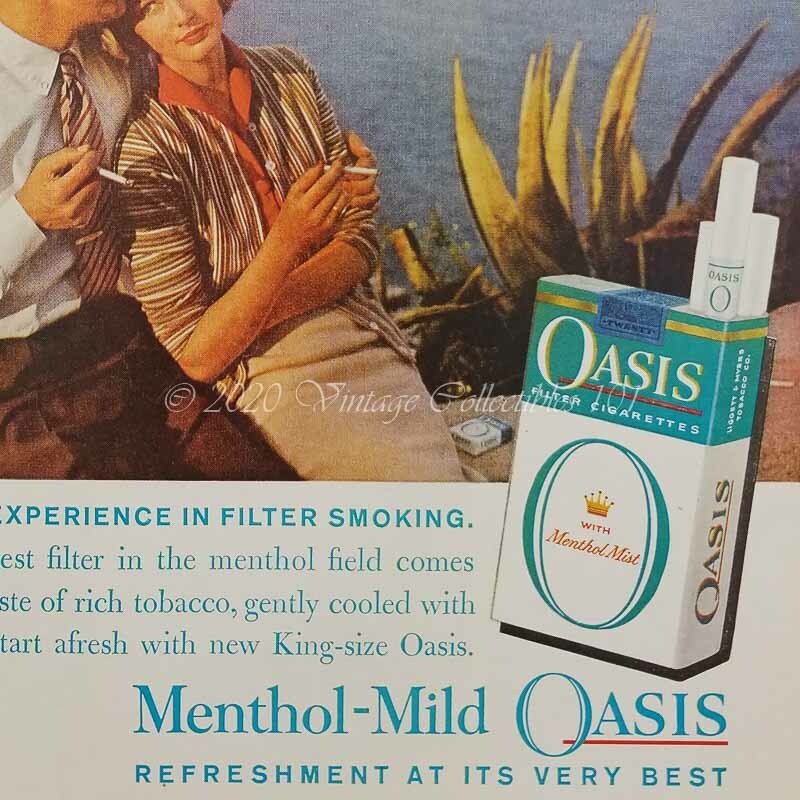 OASIS
O
TWENTY
OASIS
FILTER CIGARETTES
LIGGETT & MYERS
TOBACCO CO.
© 2020 Vintage Collectibles 101
WITH
Menthol Mist
OASIS
EXPERIENCE IN FILTER SMOKING.
est filter in the menthol field comes
ste of rich tobacco, gently cooled with
tart afresh with new King-size Oasis.
Menthol-Mild OASIS
REFRESHMENT AT ITS VERY BEST